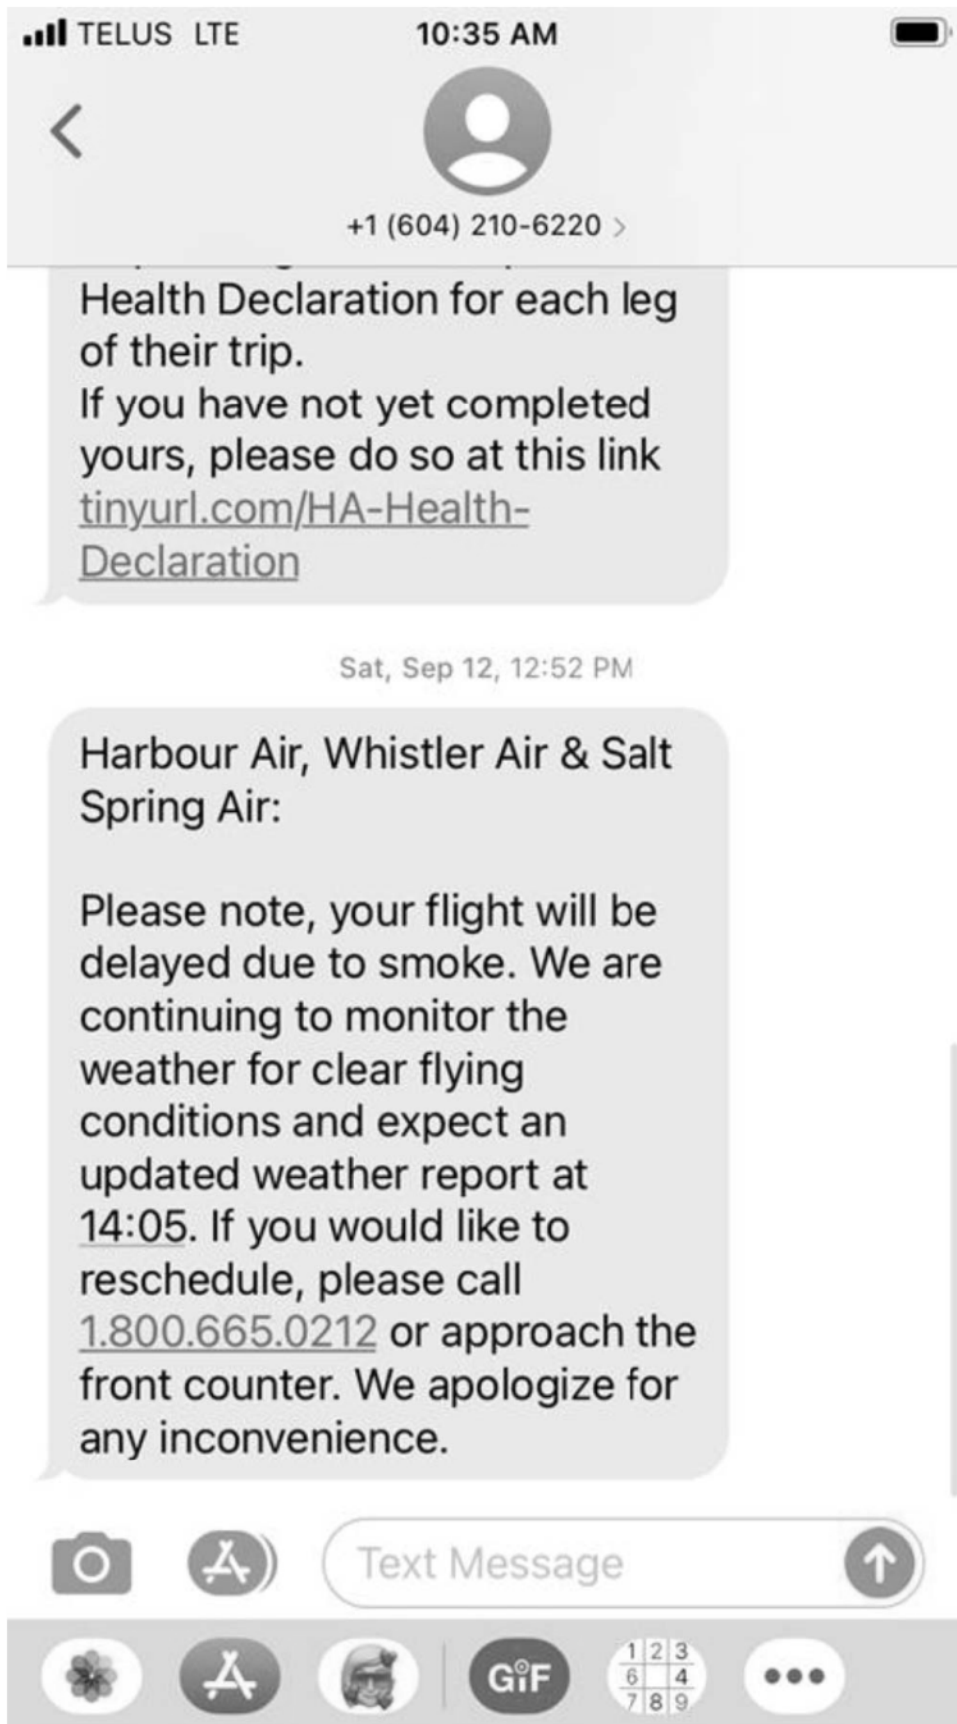 TELUS LTE
10:35 AM
+1 (604) 210-6220 >
Health Declaration for each leg
of their trip.
If you have not yet completed
yours, please do so at this link
tinyurl.com/HA-Health-
Declaration
Sat, Sep 12, 12:52 PM
Harbour Air, Whistler Air & Salt
Spring Air:
Please note, your flight will be
delayed due to smoke. We are
continuing to monitor the
weather for clear flying
conditions and expect an
updated weather report at
14:05. If you would like to
reschedule, please call
1.800.665.0212 or approach the
front counter. We apologize for
any inconvenience.
Text Message
GIF
1 2 3
6 4
7 8 9